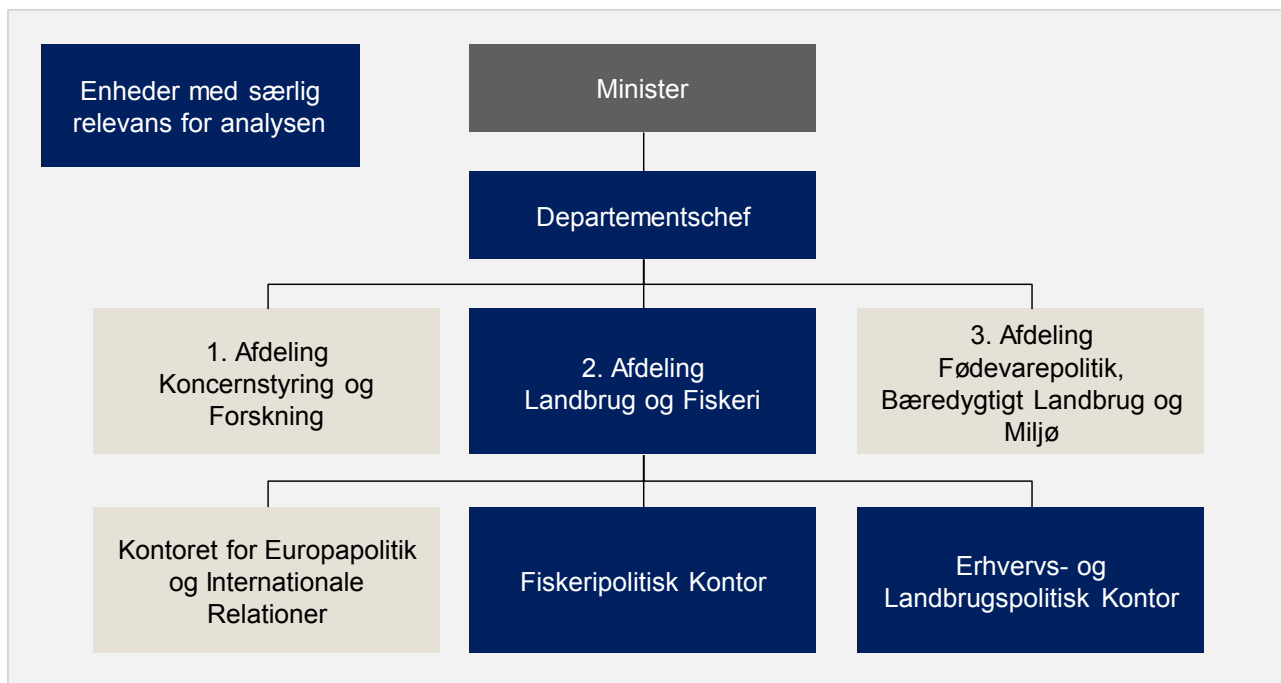 Enheder med særlig
relevans for analysen
Minister
Departementschef
1. Afdeling
Koncernstyring og
Forskning
2. Afdeling
Landbrug og Fiskeri
3. Afdeling
Fødevarepolitik,
Bæredygtigt Landbrug og
Miljø
Kontoret for Europapolitik
og Internationale
Relationer
Fiskeripolitisk Kontor
Erhvervs- og
Landbrugspolitisk Kontor